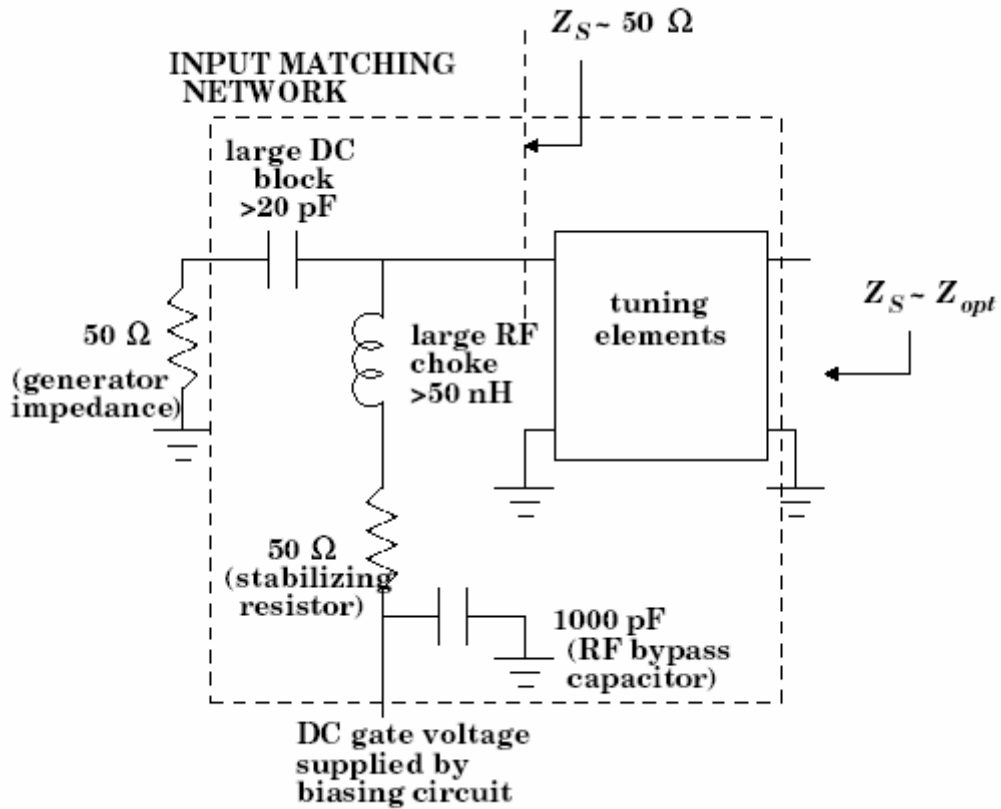 Z_S ~ 50 Ω
INPUT MATCHING
NETWORK
large DC
block
>20 pF
50 Ω
(generator
impedance)
large RF
choke
>50 nH
tuning
elements
Z_S ~ Z_opt
50 Ω
(stabilizing
resistor)
1000 pF
(RF bypass
capacitor)
DC gate voltage
supplied by
biasing circuit